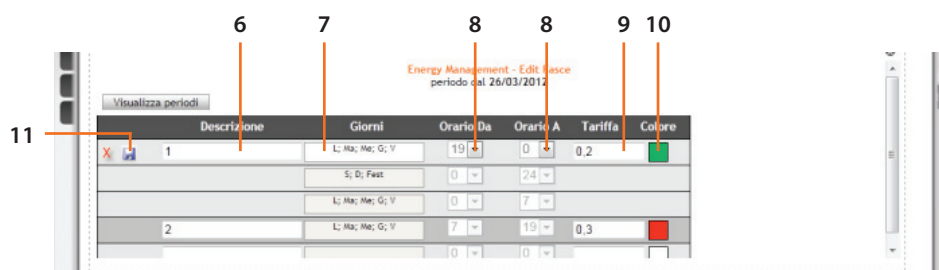 6 7 8 8 9 10
Energy Management - Edit Fasce
periodo dal 26/03/2012
Visualizza periodi
11
Descrizione Giorni Orario Da Orario A Tariffa Colore
X 1 L; Ma; Me; G; V 19 0 0,2
S; D; Fest 0 24
L; Ma; Me; G; V 0 7
2 L; Ma; Me; G; V 7 19 0,3
0 0